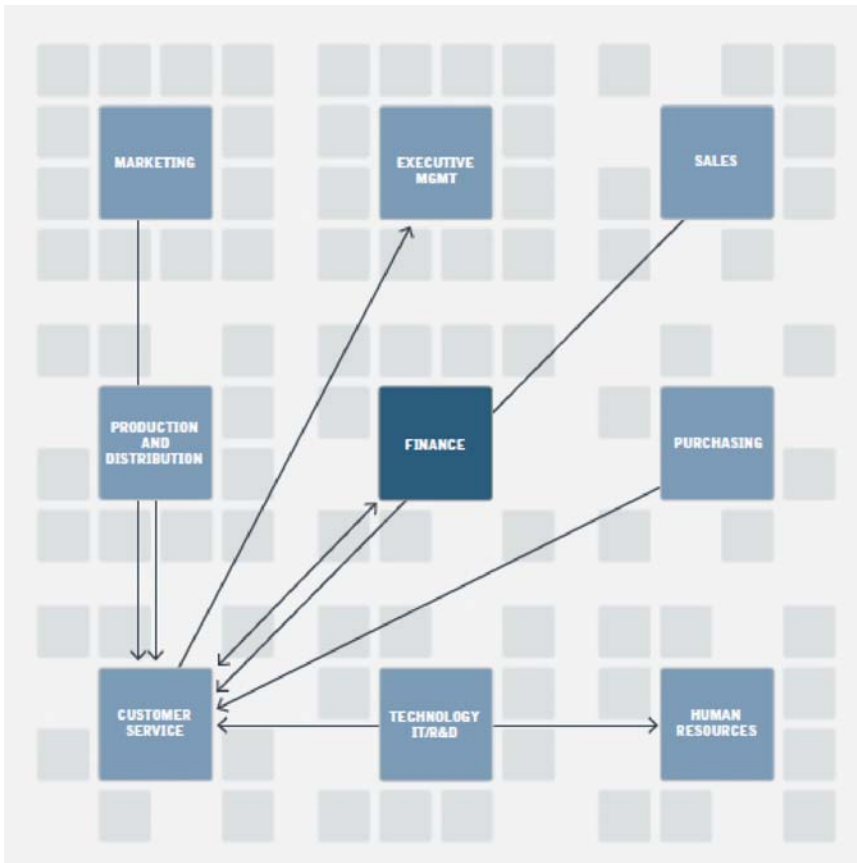 MARKETING
EXECUTIVE
MGMT
SALES
PRODUCTION
AND
DISTRIBUTION
FINANCE
PURCHASING
CUSTOMER
SERVICE
TECHNOLOGY
IT/R&D
HUMAN
RESOURCES